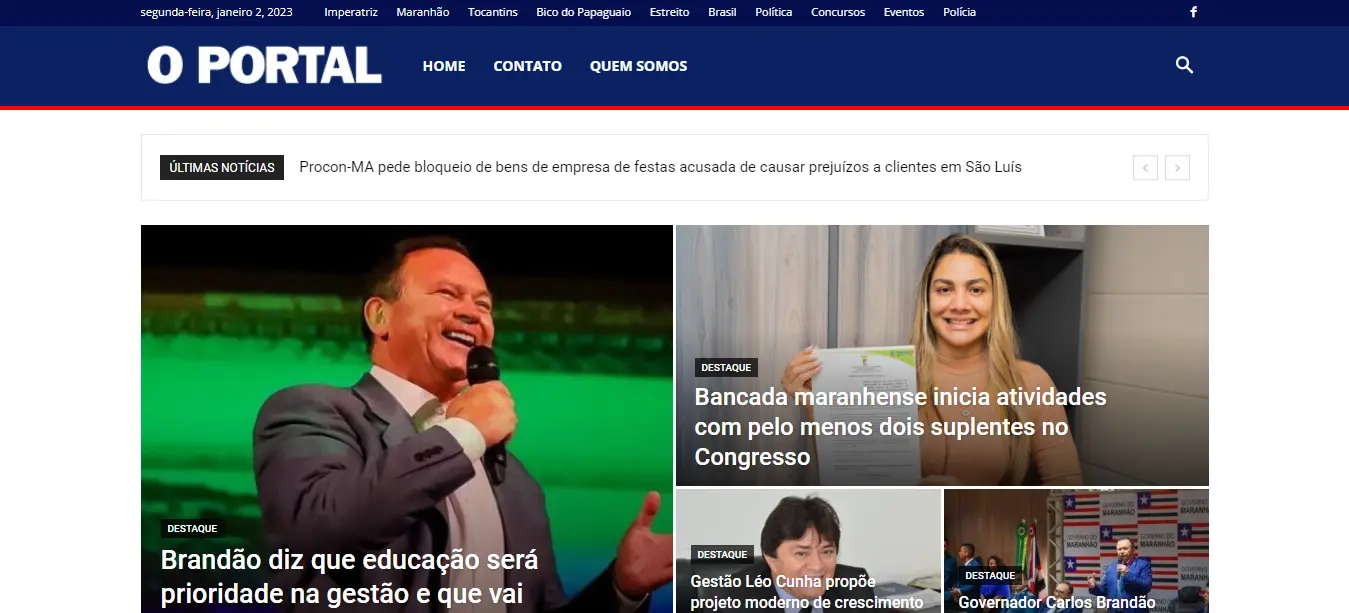 segunda-feira, janeiro 2, 2023 Imperatriz Maranhão Tocantins Bico do Papaguaio Estreito Brasil Política Concursos Eventos Polícia
O PORTAL HOME CONTATO QUEM SOMOS
ÚLTIMAS NOTÍCIAS Procon-MA pede bloqueio de bens de empresa de festas acusada de causar prejuízos a clientes em São Luís
DESTAQUE
Brandão diz que educação será
prioridade na gestão e que vai
DESTAQUE
Bancada maranhense inicia atividades
com pelo menos dois suplentes no
Congresso
DESTAQUE
Gestão Léo Cunha propõe
projeto moderno de crescimento
GOVERNO DO
MARANHÃO
DESTAQUE
Governador Carlos Brandão